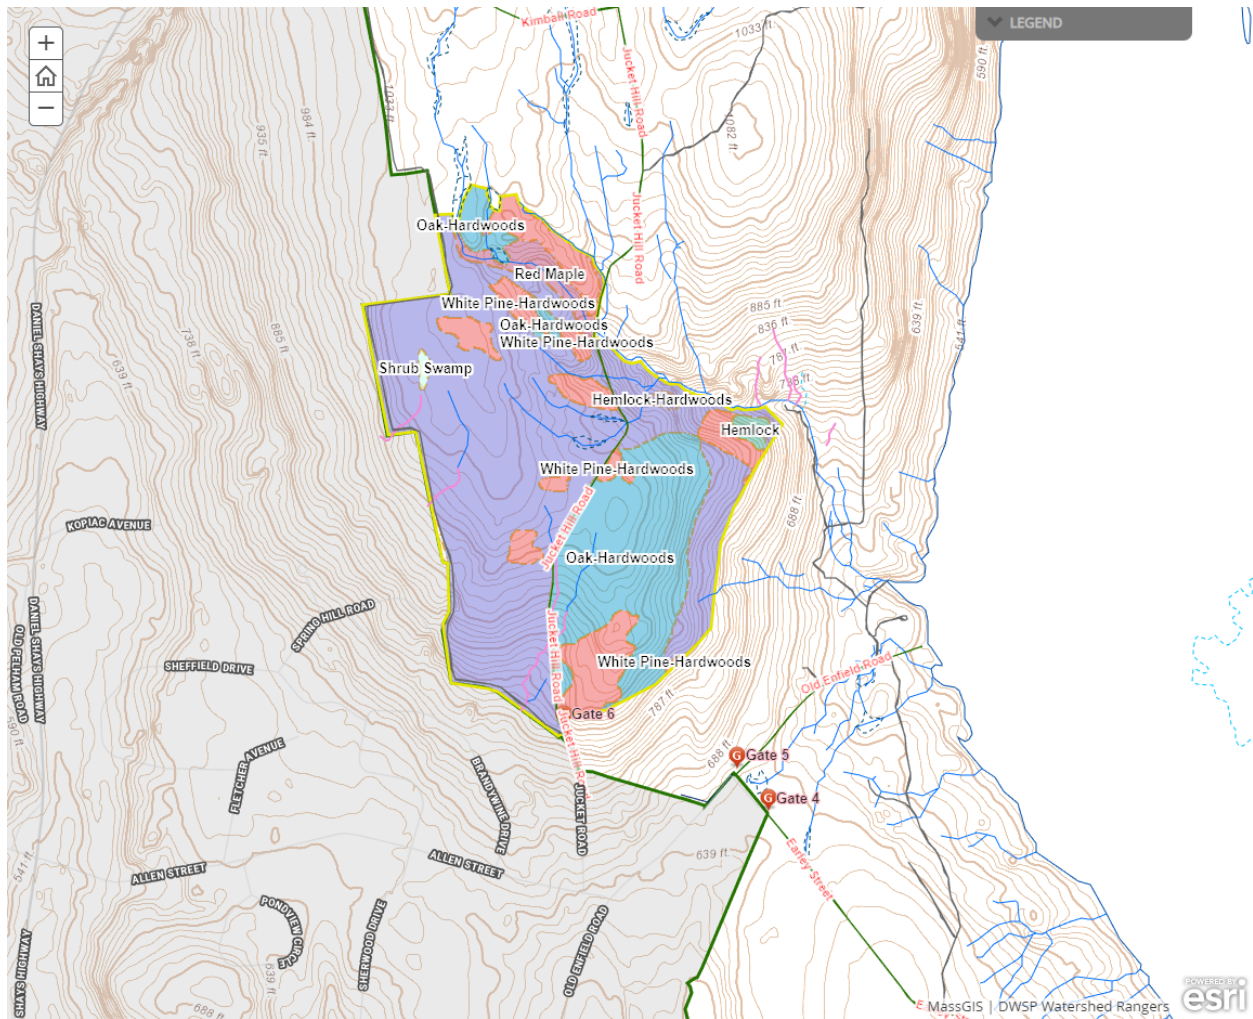 Kimball Road
1033 ft.
LEGEND
590 ft.
Jucket Hill Road
1033 ft.
984 ft.
935 ft.
1082 ft.
Jucket Hill Road
Oak-Hardwoods
Red Maple
White Pine-Hardwoods
885 ft.
Oak-Hardwoods
836 ft.
639 ft.
541 ft.
White Pine-Hardwoods
787 ft.
738 ft.
885 ft.
DANIEL SHAYS HIGHWAY
639 ft.
Shrub Swamp
738 ft.
Hemlock-Hardwoods
Hemlock
White Pine-Hardwoods
688 ft
KOPIAC AVENUE
Jucket Hill Road
Oak-Hardwoods
SPRING HILL ROAD
DANIEL SHAYS HIGHWAY
OLD PELHAM ROAD
SHEFFIELD DRIVE
Jucket Hill Road
White Pine-Hardwoods
Old Enfield Road
787 ft
Gate 6
590 ft.
Jucket Hill Road
688 ft
Gate 5
FLETCHER AVENUE
BRANDYWINE DRIVE
JUCKET ROAD
Gate 4
639 ft.
Earley Street
541 ft.
ALLEN STREET
ALLEN STREET
PONDVIEW CIRCLE
SHERWOOD DRIVE
OLD ENFIELD ROAD
SHAYS HIGHWAY
639 ft
688 ft
MassGIS | DWSP Watershed Rangers
POWERED BY
esri